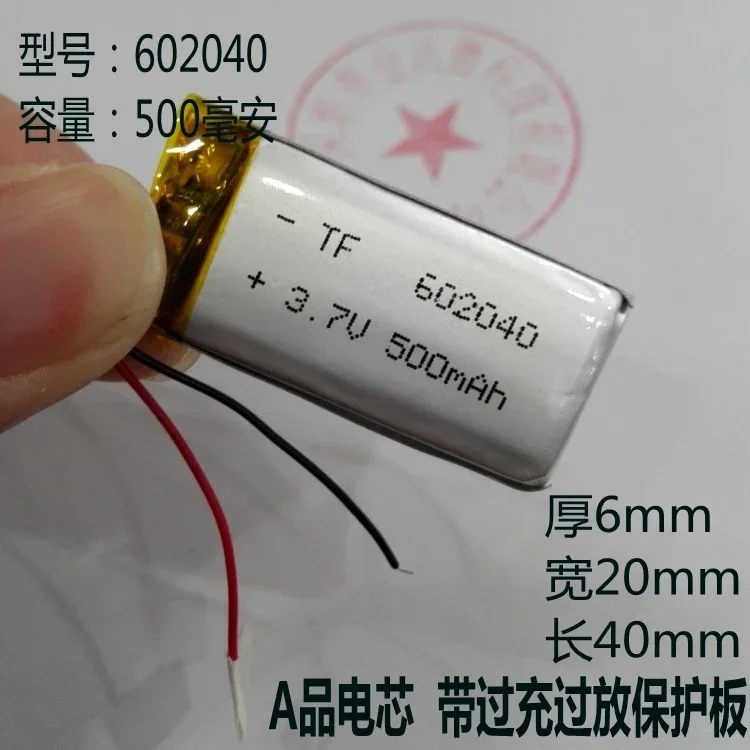 型号：602040
容量：500毫安
- TF 602040
+ 3.7V 500mAh
厚6mm
宽20mm
长40mm
A品电芯 带过充过放保护板